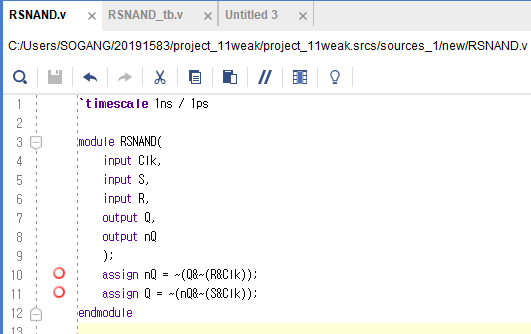 RSNAND.v × RSNAND_tb.v × Untitled 3 ×
C:/Users/SOGANG/20191583/project_11weak/project_11weak.srcs/sources_1/new/RSNAND.v
1 `timescale 1ns / 1ps
2
3 module RSNAND(
4 input Clk,
5 input S,
6 input R,
7 output Q,
8 output nQ
9 );
10 assign nQ = ~(Q&~(R&Clk));
11 assign Q = ~(nQ&~(S&Clk));
12 endmodule
13